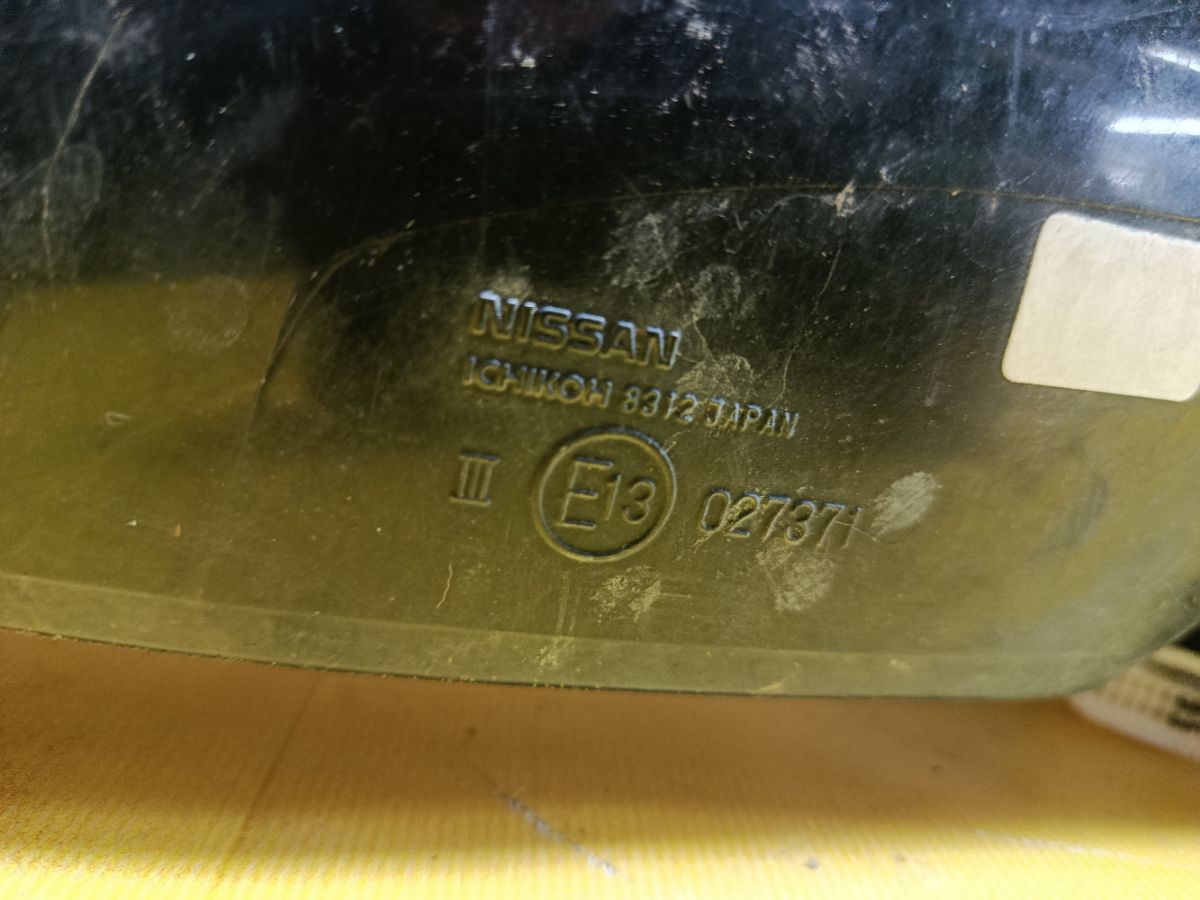 NISSAN
ICHIKOH 8312 JAPAN
III E13 027371